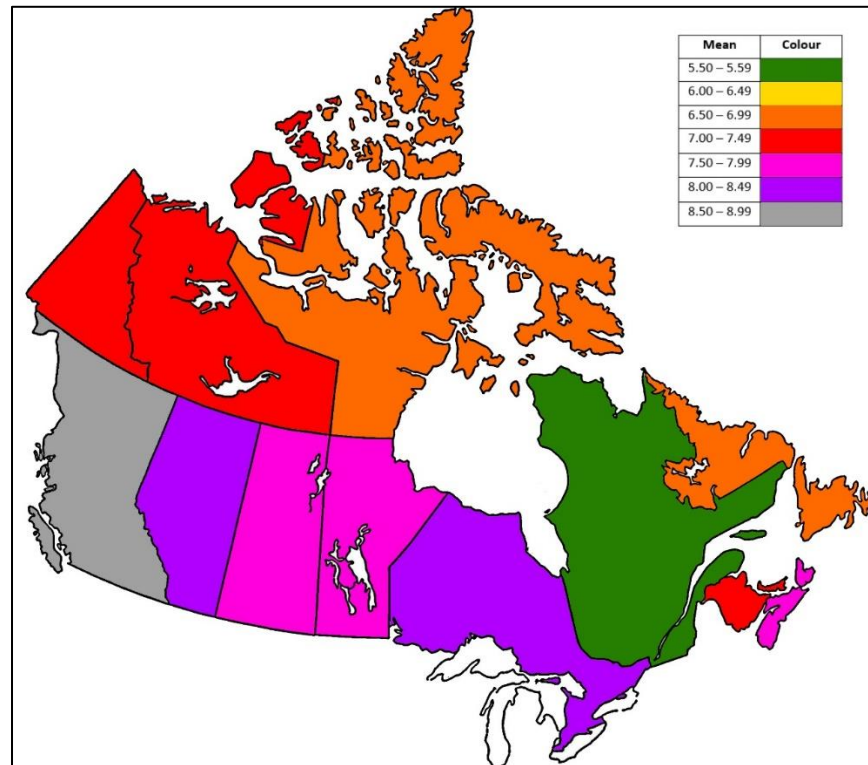 Mean Colour
5.50 – 5.59
6.00 – 6.49
6.50 – 6.99
7.00 – 7.49
7.50 – 7.99
8.00 – 8.49
8.50 – 8.99